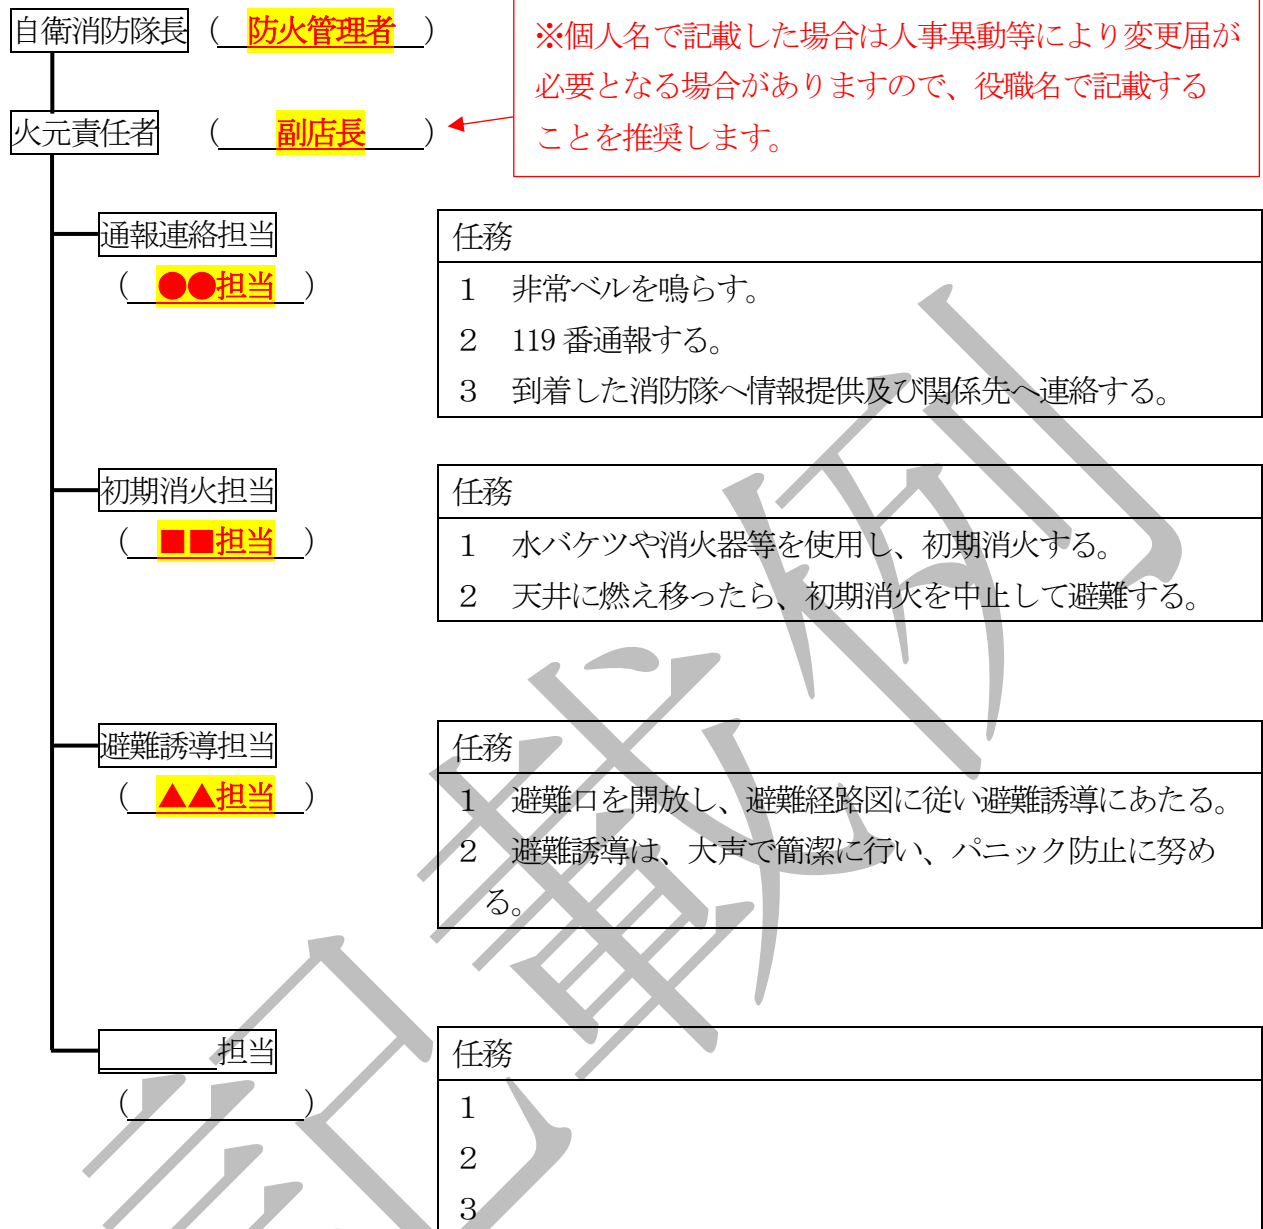 自衛消防隊長 （ 防火管理者 ）
※個人名で記載した場合は人事異動等により変更届が
必要となる場合がありますので、役職名で記載する
ことを推奨します。
火元責任者 （ 副店長 ）
通報連絡担当
（ ●●担当 ）
任務
１ 非常ベルを鳴らす。
２ 119番通報する。
３ 到着した消防隊へ情報提供及び関係先へ連絡する。
初期消火担当
（ ■■担当 ）
任務
１ 水バケツや消火器等を使用し、初期消火する。
２ 天井に燃え移ったら、初期消火を中止して避難する。
避難誘導担当
（ ▲▲担当 ）
任務
１ 避難口を開放し、避難経路図に従い避難誘導にあたる。
２ 避難誘導は、大声で簡潔に行い、パニック防止に努め
る。
担当
（ ）
任務
１
２
３
記載例